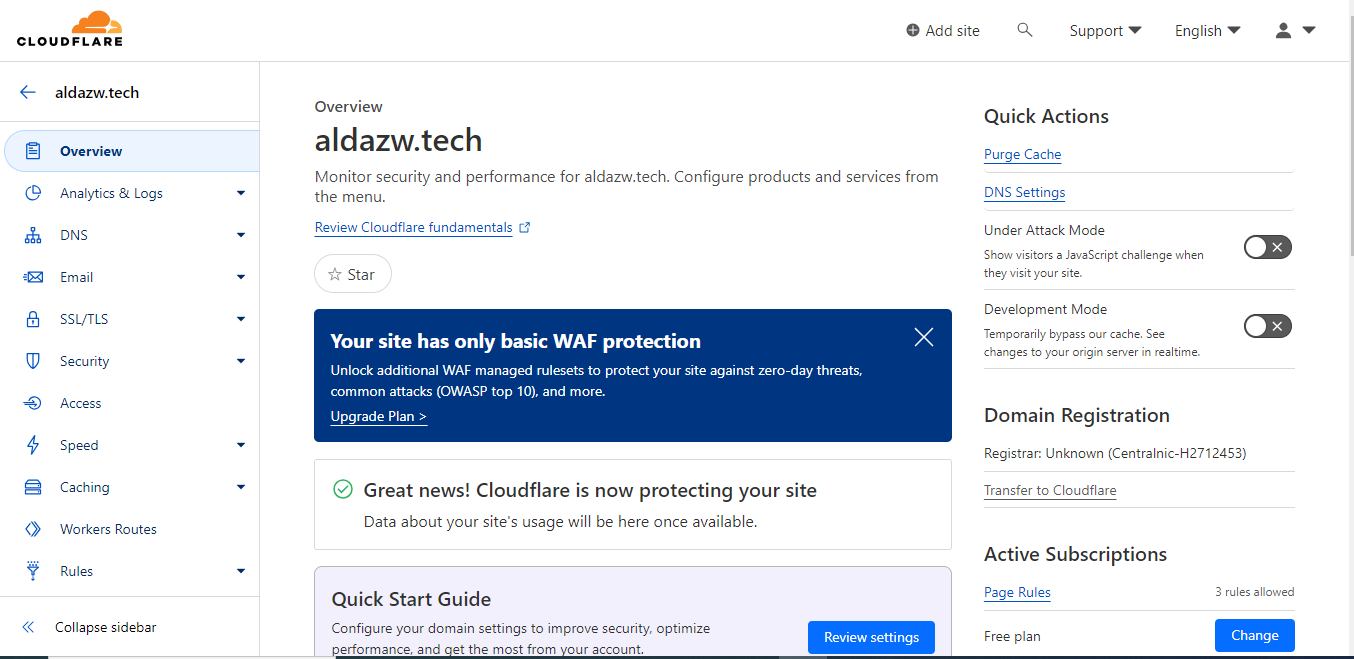 CLOUDFLARE
Add site
Support
English
aldazw.tech
Overview
Analytics & Logs
DNS
Email
SSL/TLS
Security
Access
Speed
Caching
Workers Routes
Rules
Collapse sidebar
Overview
aldazw.tech
Monitor security and performance for aldazw.tech. Configure products and services from
the menu.
Review Cloudflare fundamentals
Star
Your site has only basic WAF protection
Unlock additional WAF managed rulesets to protect your site against zero-day threats,
common attacks (OWASP top 10), and more.
Upgrade Plan >
Great news! Cloudflare is now protecting your site
Data about your site's usage will be here once available.
Quick Start Guide
Configure your domain settings to improve security, optimize
performance, and get the most from your account.
Review settings
Quick Actions
Purge Cache
DNS Settings
Under Attack Mode
Show visitors a JavaScript challenge when
they visit your site.
Development Mode
Temporarily bypass our cache. See
changes to your origin server in realtime.
Domain Registration
Registrar: Unknown (Centralnic-H2712453)
Transfer to Cloudflare
Active Subscriptions
Page Rules
3 rules allowed
Free plan
Change